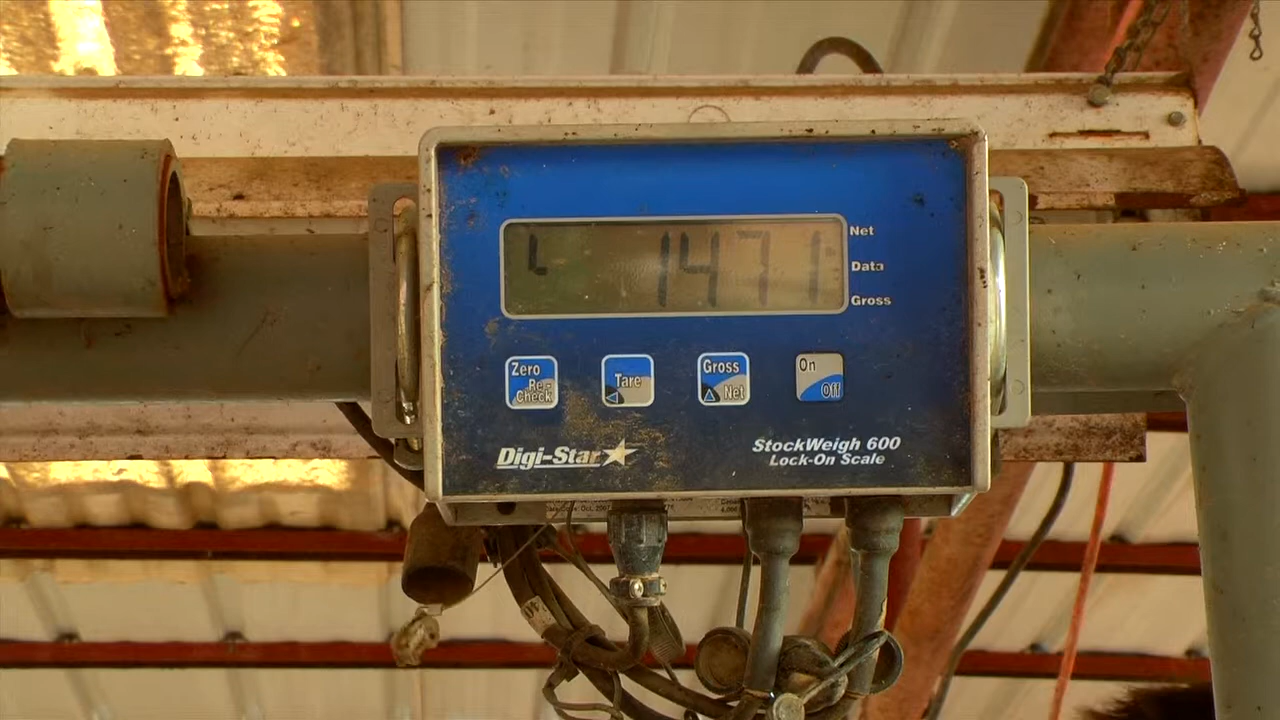 1471
Net
Data
Gross
Zero
Re-
Check
Tare
Gross
Net
On
Off
Digi-Star
StockWeigh 600
Lock-On Scale